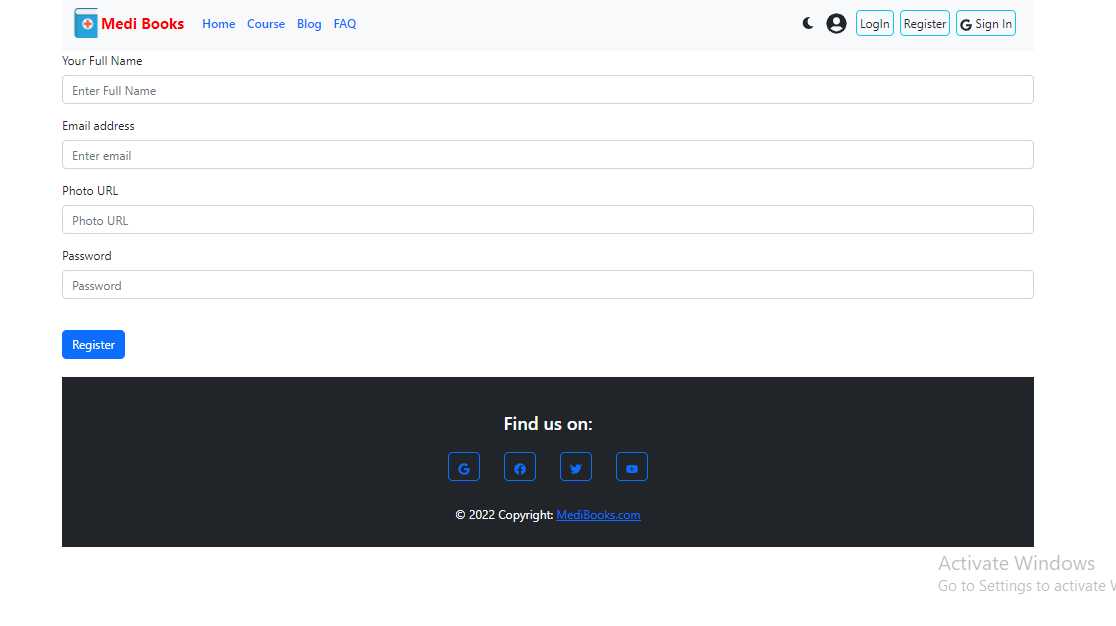 Medi Books Home Course Blog FAQ LogIn Register G Sign In
Your Full Name
Enter Full Name
Email address
Enter email
Photo URL
Photo URL
Password
Password
Register
Find us on:
© 2022 Copyright: MediBooks.com
Activate Windows
Go to Settings to activate W